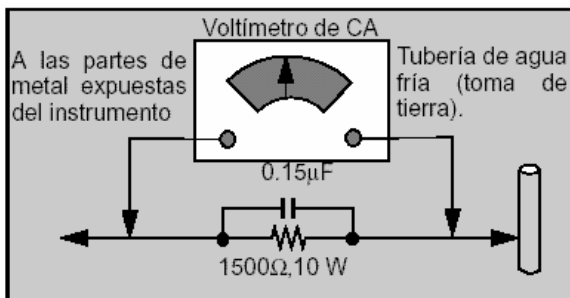 Voltímetro de CA
A las partes de
metal expuestas
del instrumento
Tubería de agua
fría (toma de
tierra).
0.15µF
1500Ω,10 W